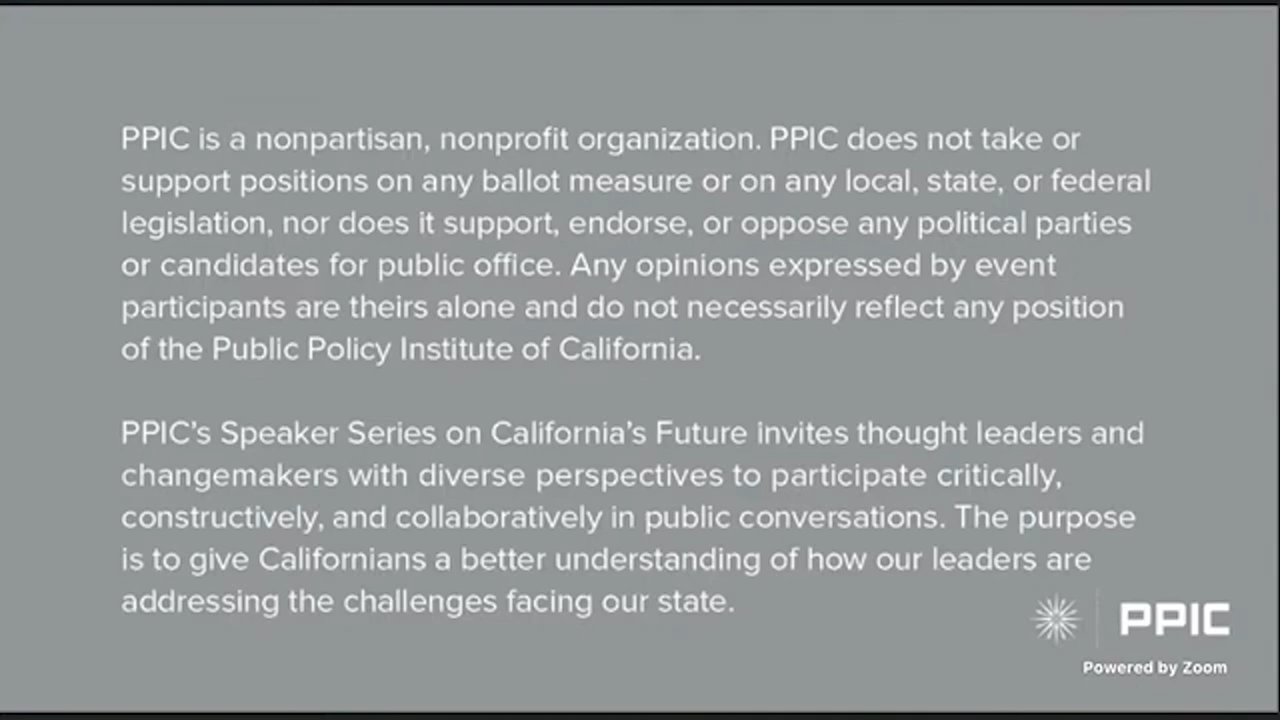 PPIC is a nonpartisan, nonprofit organization. PPIC does not take or
support positions on any ballot measure or on any local, state, or federal
legislation, nor does it support, endorse, or oppose any political parties
or candidates for public office. Any opinions expressed by event
participants are theirs alone and do not necessarily reflect any position
of the Public Policy Institute of California.
PPIC’s Speaker Series on California’s Future invites thought leaders and
changemakers with diverse perspectives to participate critically,
constructively, and collaboratively in public conversations. The purpose
is to give Californians a better understanding of how our leaders are
addressing the challenges facing our state.
PPIC
Powered by Zoom